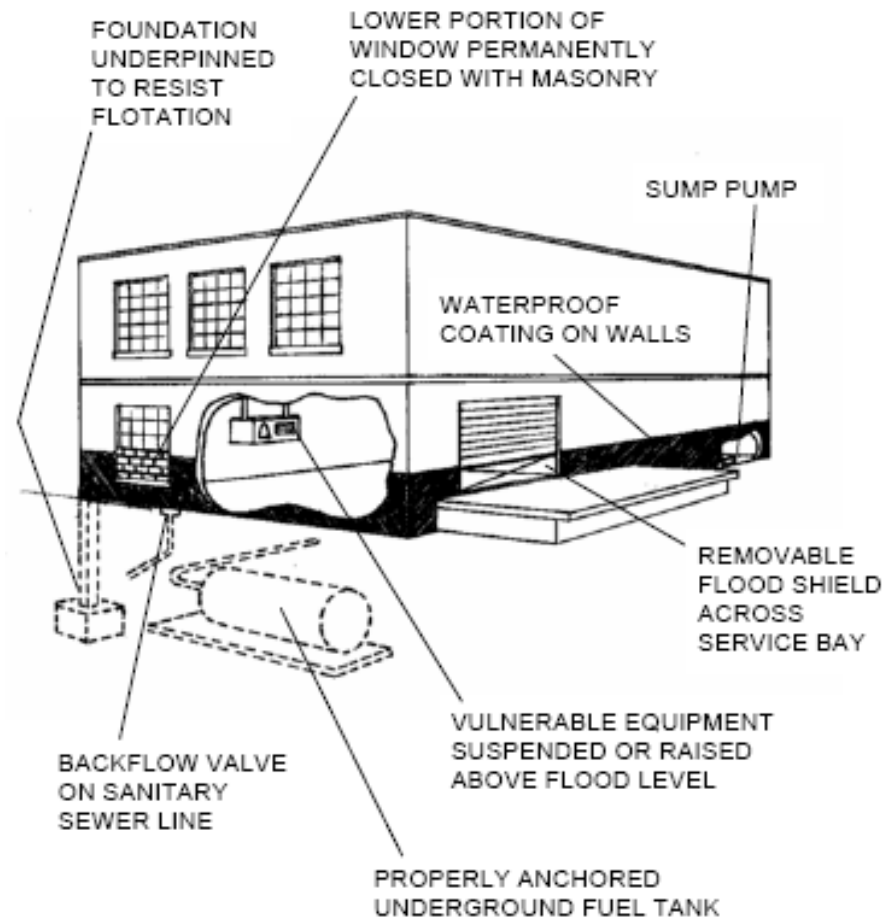 FOUNDATION
UNDERPINNED
TO RESIST
FLOTATION
LOWER PORTION OF
WINDOW PERMANENTLY
CLOSED WITH MASONRY
SUMP PUMP
WATERPROOF
COATING ON WALLS
REMOVABLE
FLOOD SHIELD
ACROSS
SERVICE BAY
VULNERABLE EQUIPMENT
SUSPENDED OR RAISED
ABOVE FLOOD LEVEL
BACKFLOW VALVE
ON SANITARY
SEWER LINE
PROPERLY ANCHORED
UNDERGROUND FUEL TANK